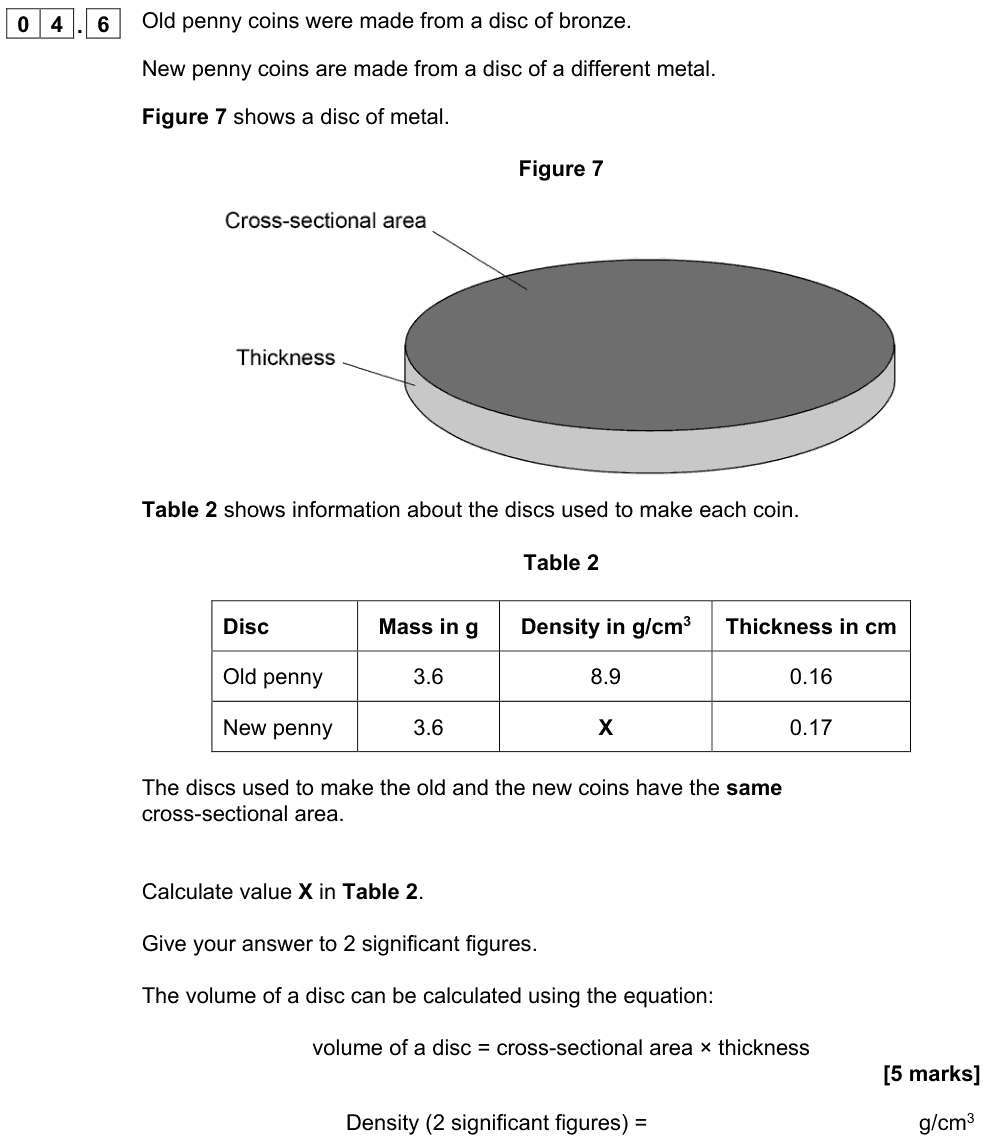 04.6 Old penny coins were made from a disc of bronze.
New penny coins are made from a disc of a different metal.
Figure 7 shows a disc of metal.
Figure 7
Cross-sectional area
Thickness
Table 2 shows information about the discs used to make each coin.
Table 2
Disc Mass in g Density in g/cm³ Thickness in cm
Old penny 3.6 8.9 0.16
New penny 3.6 X 0.17
The discs used to make the old and the new coins have the same
cross-sectional area.
Calculate value X in Table 2.
Give your answer to 2 significant figures.
The volume of a disc can be calculated using the equation:
volume of a disc = cross-sectional area × thickness
[5 marks]
Density (2 significant figures) = g/cm³